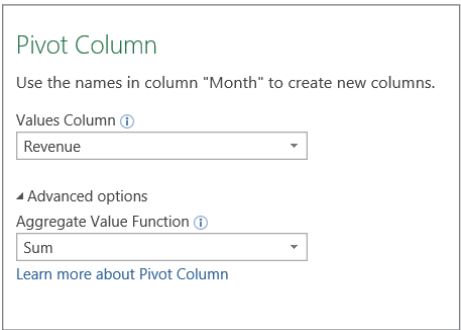 Pivot Column
Use the names in column "Month" to create new columns.
Values Column
Revenue
Advanced options
Aggregate Value Function
Sum
Learn more about Pivot Column